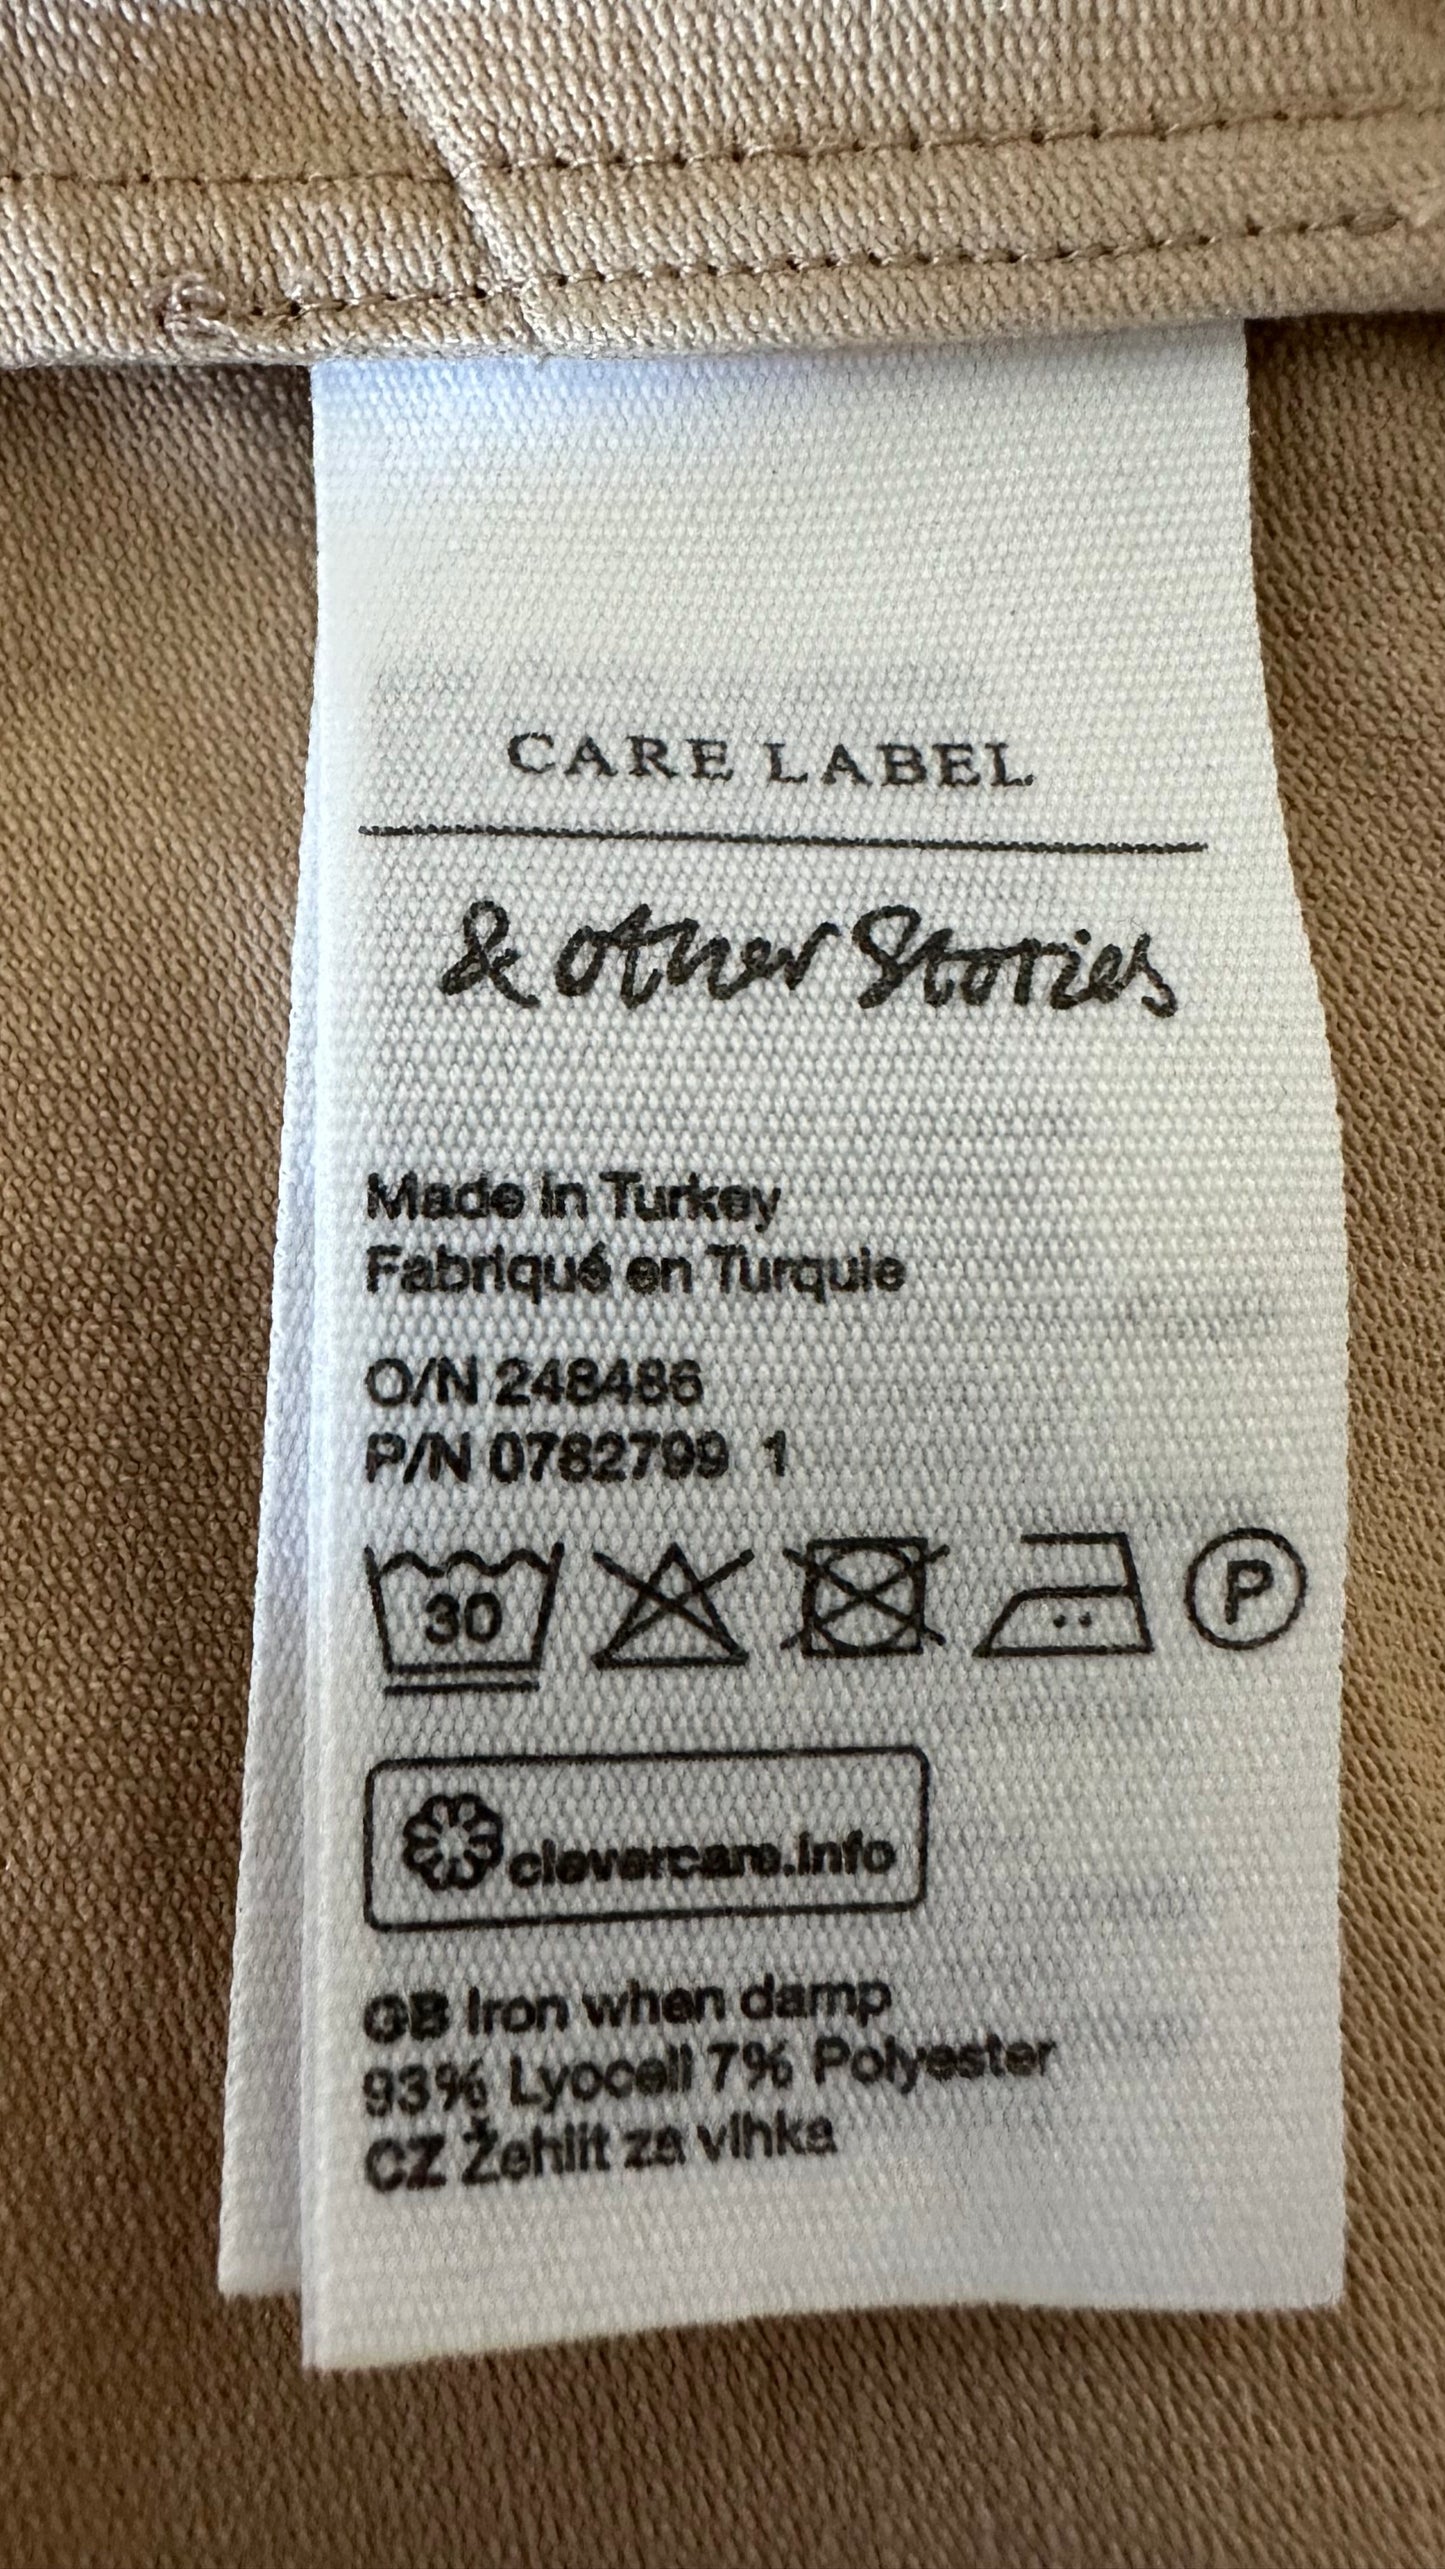 CARE LABEL
& other Stories
Made in Turkey
Fabriqué en Turquie
O/N 248486
P/N 0782799 1
30
P
clevercare.info
GB Iron when damp
93% Lyocell 7% Polyester
CZ Žehlit za vlhka